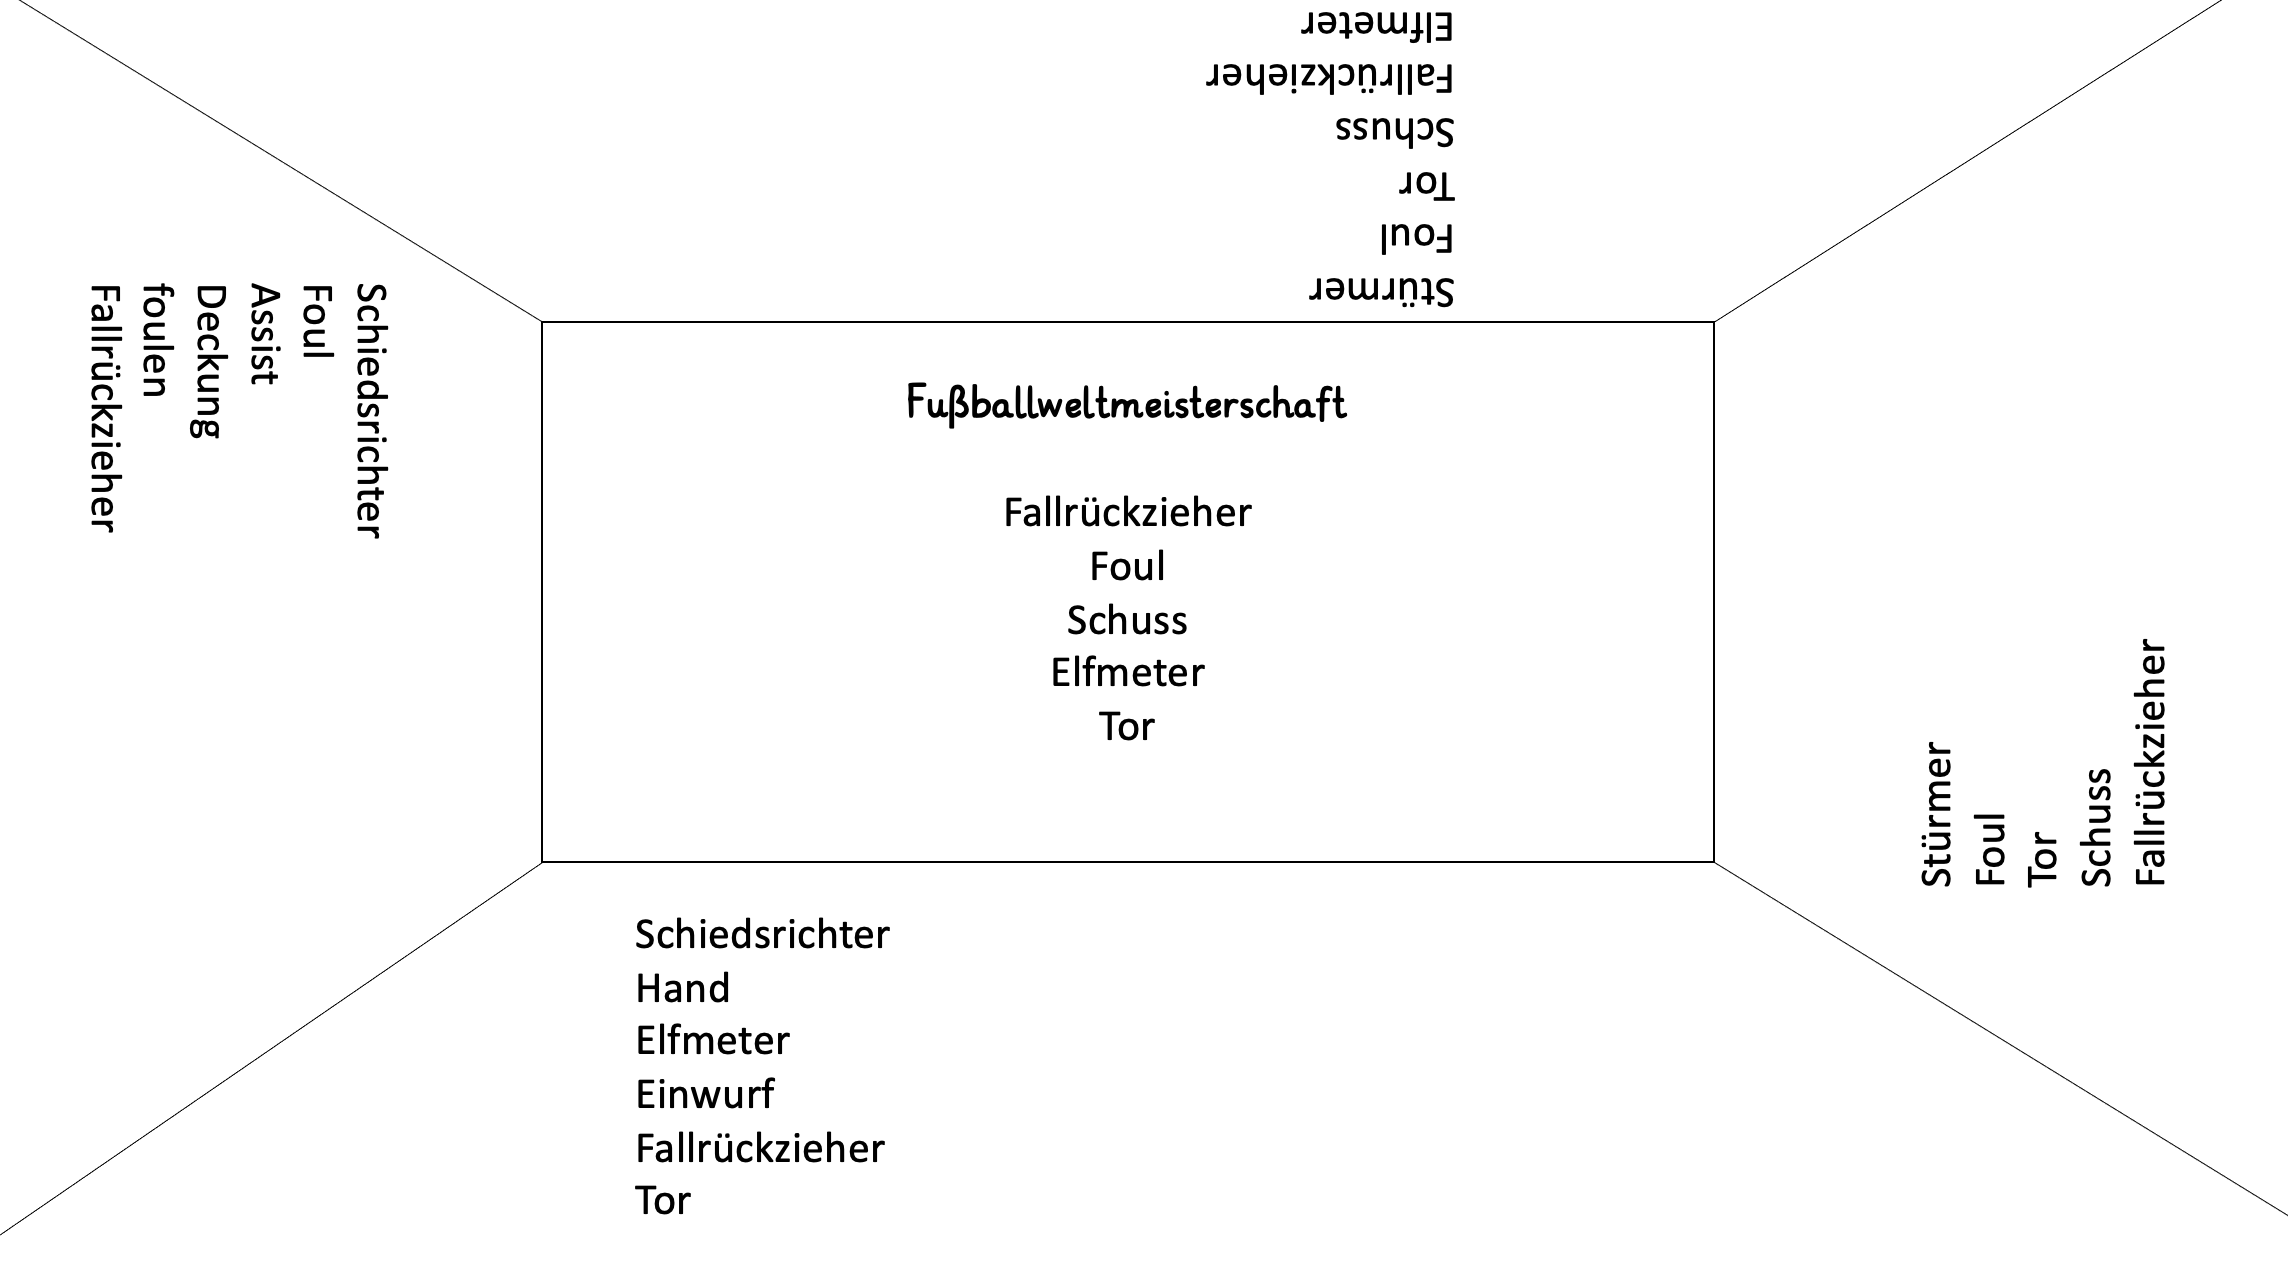 Elfmeter
Fallrückzieher
Schuss
Tor
Foul
Stürmer
Schiedsrichter
Foul
Assist
Deckung
foulen
Fallrückzieher
Fußballweltmeisterschaft
Fallrückzieher
Foul
Schuss
Elfmeter
Tor
Stürmer
Foul
Tor
Schuss
Fallrückzieher
Schiedsrichter
Hand
Elfmeter
Einwurf
Fallrückzieher
Tor